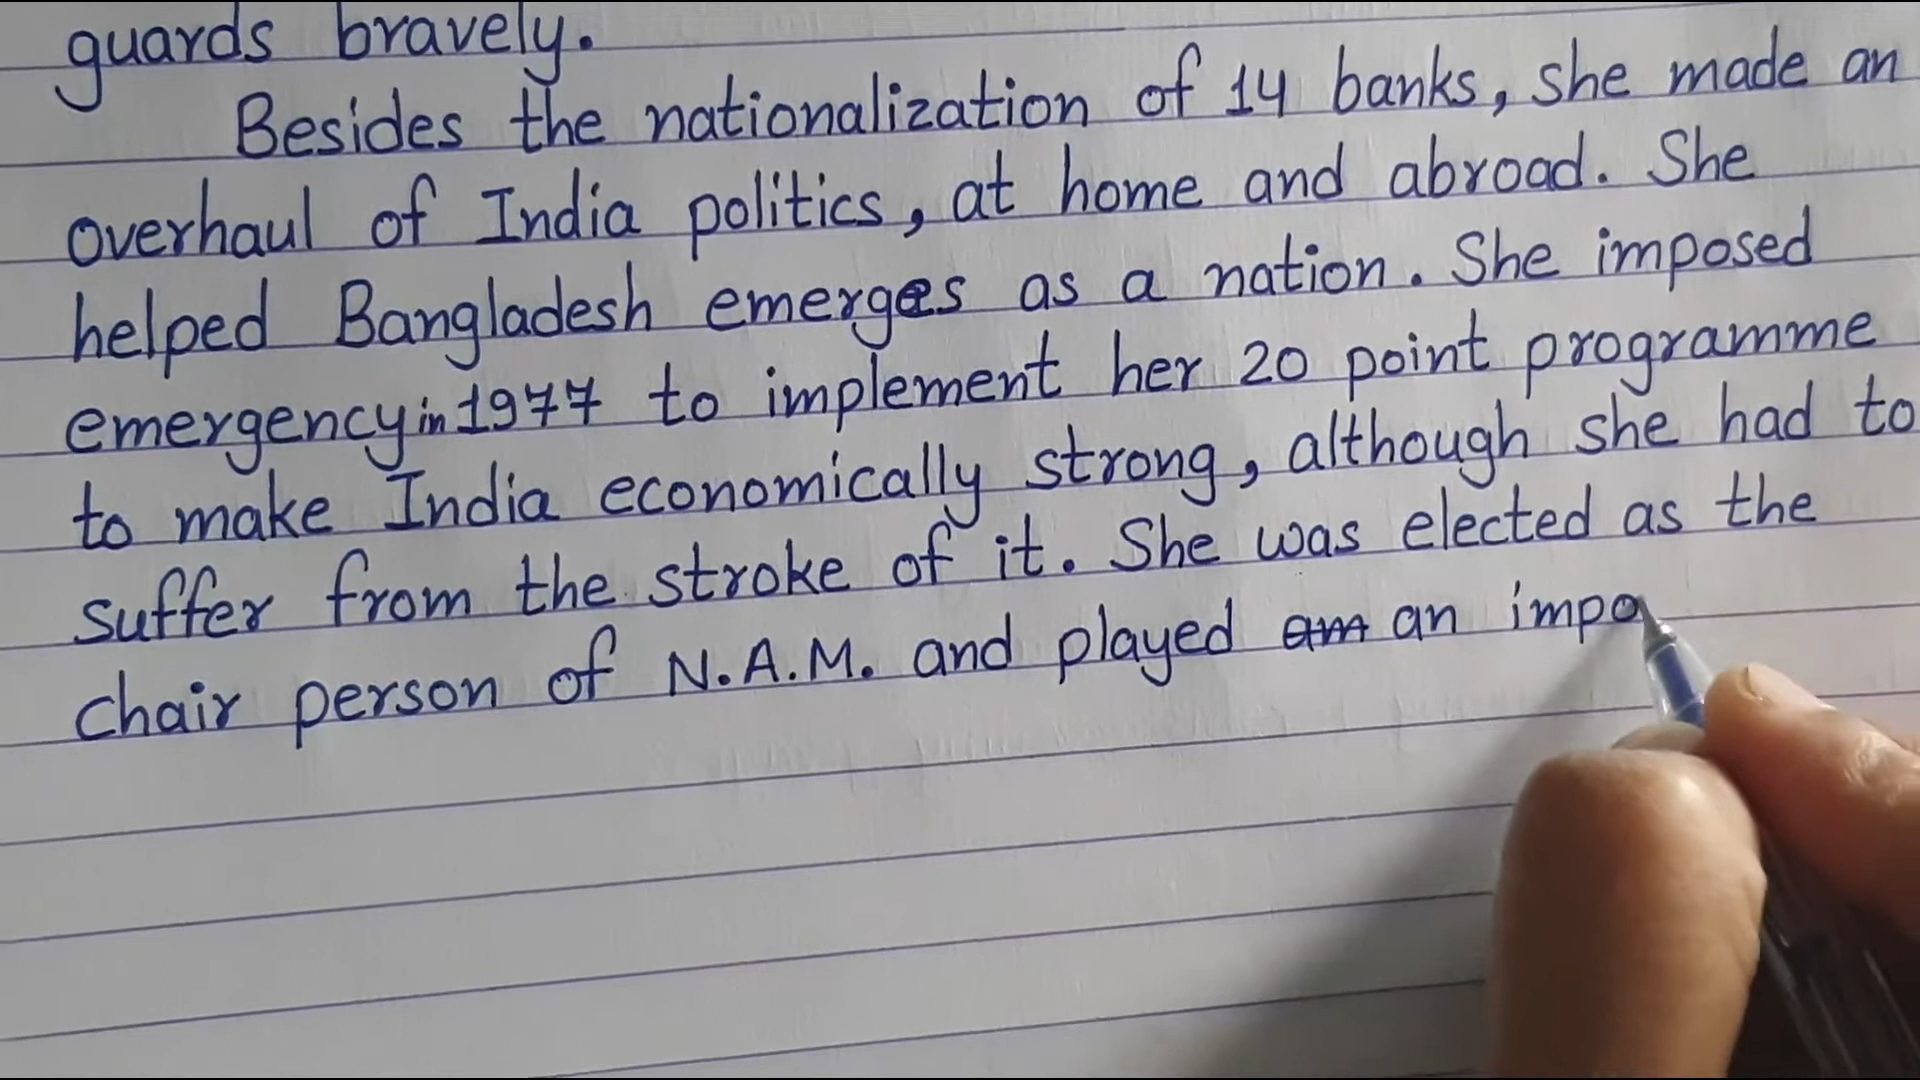 guards bravely.
Besides the nationalization of 14 banks, she made an
overhaul of India politics, at home and abroad. She
helped Bangladesh emerges as a nation. She imposed
emergency in 1977 to implement her 20 point programme
to make India economically strong, although she had to
suffer from the stroke of it. She was elected as the
chair person of N.A.M. and played am an impo